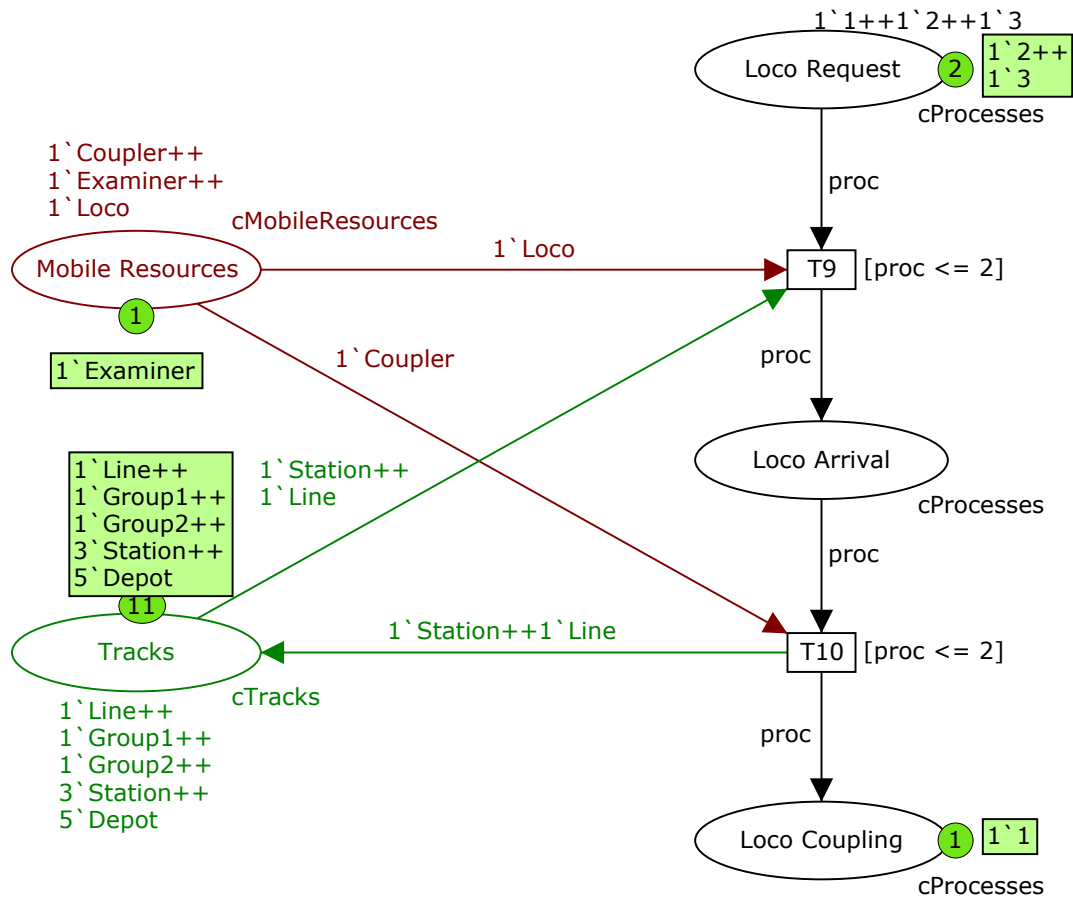 1`1++1`2++1`3
Loco Request
2
1`2++
1`3
cProcesses
proc
1`Coupler++
1`Examiner++
1`Loco
cMobileResources
Mobile Resources
1
1`Examiner
1`Loco
T9
[proc <= 2]
1`Coupler
proc
1`Line++
1`Group1++
1`Group2++
3`Station++
5`Depot
11
1`Station++
1`Line
Loco Arrival
cProcesses
proc
Tracks
cTracks
1`Station++1`Line
T10
[proc <= 2]
1`Line++
1`Group1++
1`Group2++
3`Station++
5`Depot
proc
Loco Coupling
1
1`1
cProcesses